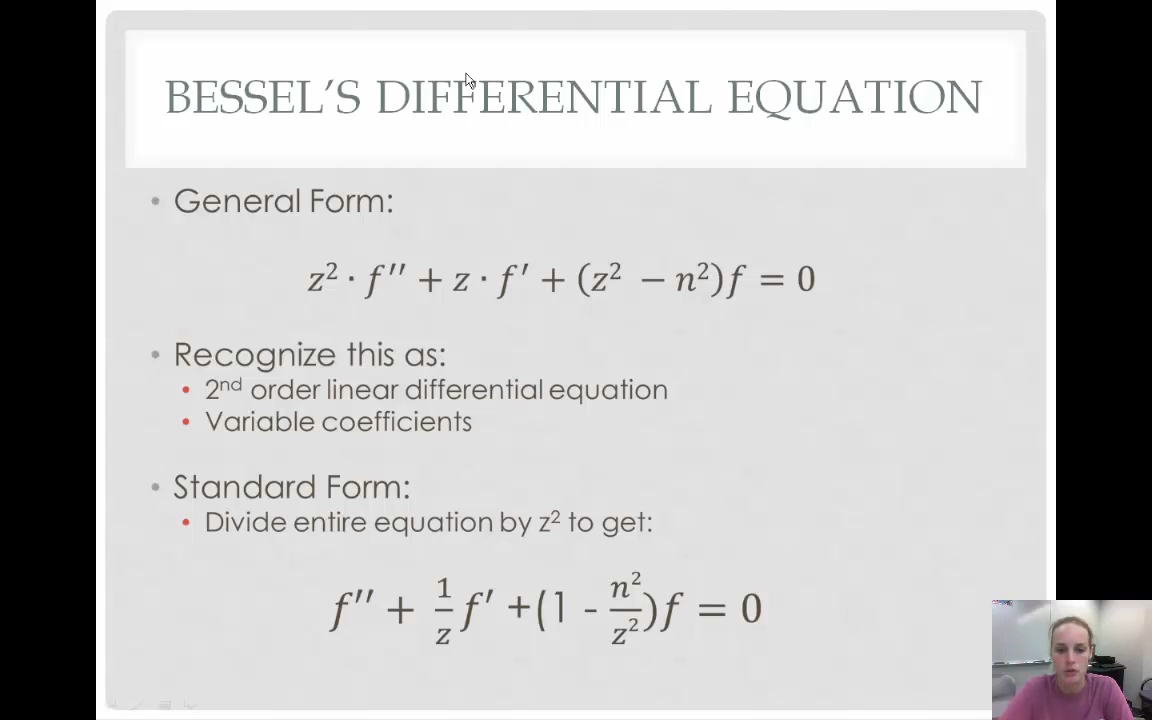 BESSEL'S DIFFERENTIAL EQUATION
• General Form:
z² · f′′ + z · f′ + (z² − n²)f = 0
• Recognize this as:
• 2nd order linear differential equation
• Variable coefficients
• Standard Form:
• Divide entire equation by z² to get:
f′′ + 1/z f′ +(1 - n²/z²)f = 0